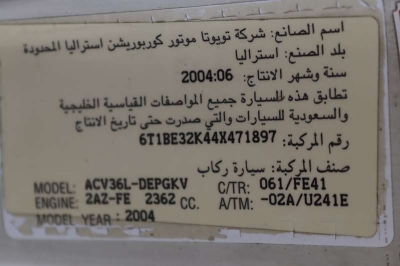 اسم الصانع: شركة تويوتا موتور كوربوريشن استراليا المحدودة
بلد الصنع: استراليا
سنة وشهر الانتاج: 2004:06
تطابق هذه السيارة جميع المواصفات القياسية الخليجية
والسعودية للسيارات والتي صدرت حتى تاريخ الانتاج
رقم المركبة: 6T1BE32K44X471897
صنف المركبة: سيارة ركاب
MODEL: ACV36L-DEPGKV C/TR: 061/FE41
ENGINE: 2AZ-FE 2362 CC. A/TM: -02A/U241E
MODEL YEAR: 2004